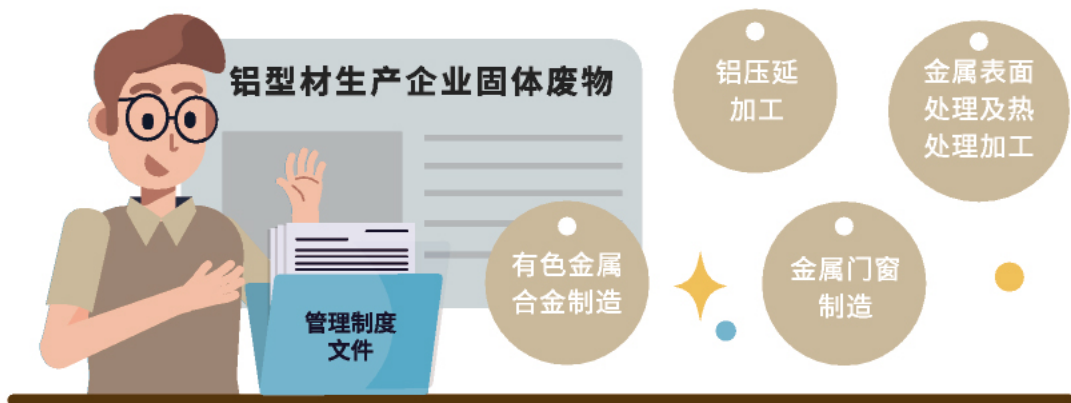 铝型材生产企业固体废物
铝压延
加工
金属表面
处理及热
处理加工
有色金属
合金制造
金属门窗
制造
管理制度
文件